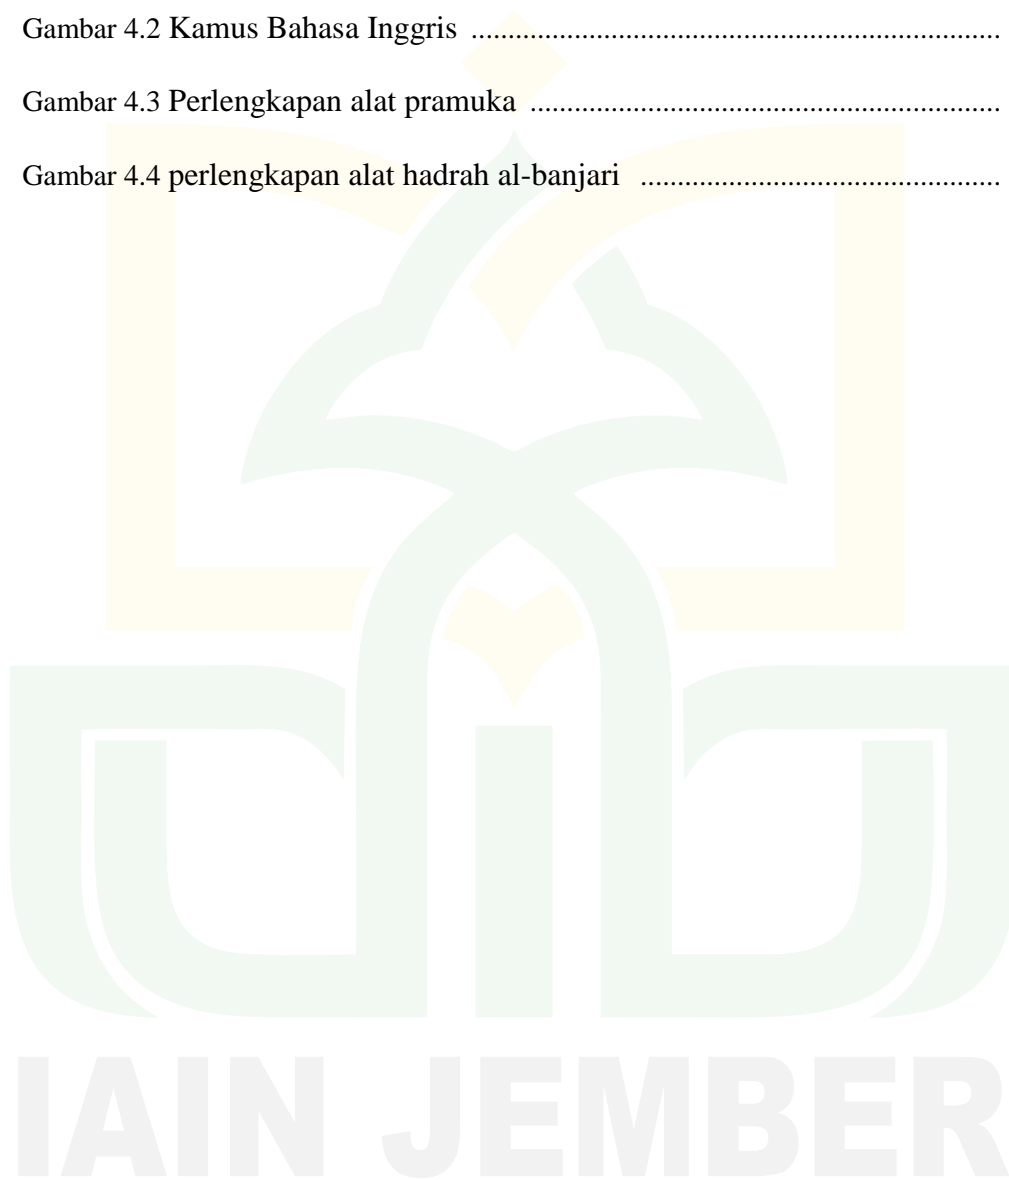 Gambar 4.2 Kamus Bahasa Inggris ........................................................................
Gambar 4.3 Perlengkapan alat pramuka ................................................................
Gambar 4.4 perlengkapan alat hadrah al-banjari .................................................
IAIN JEMBER